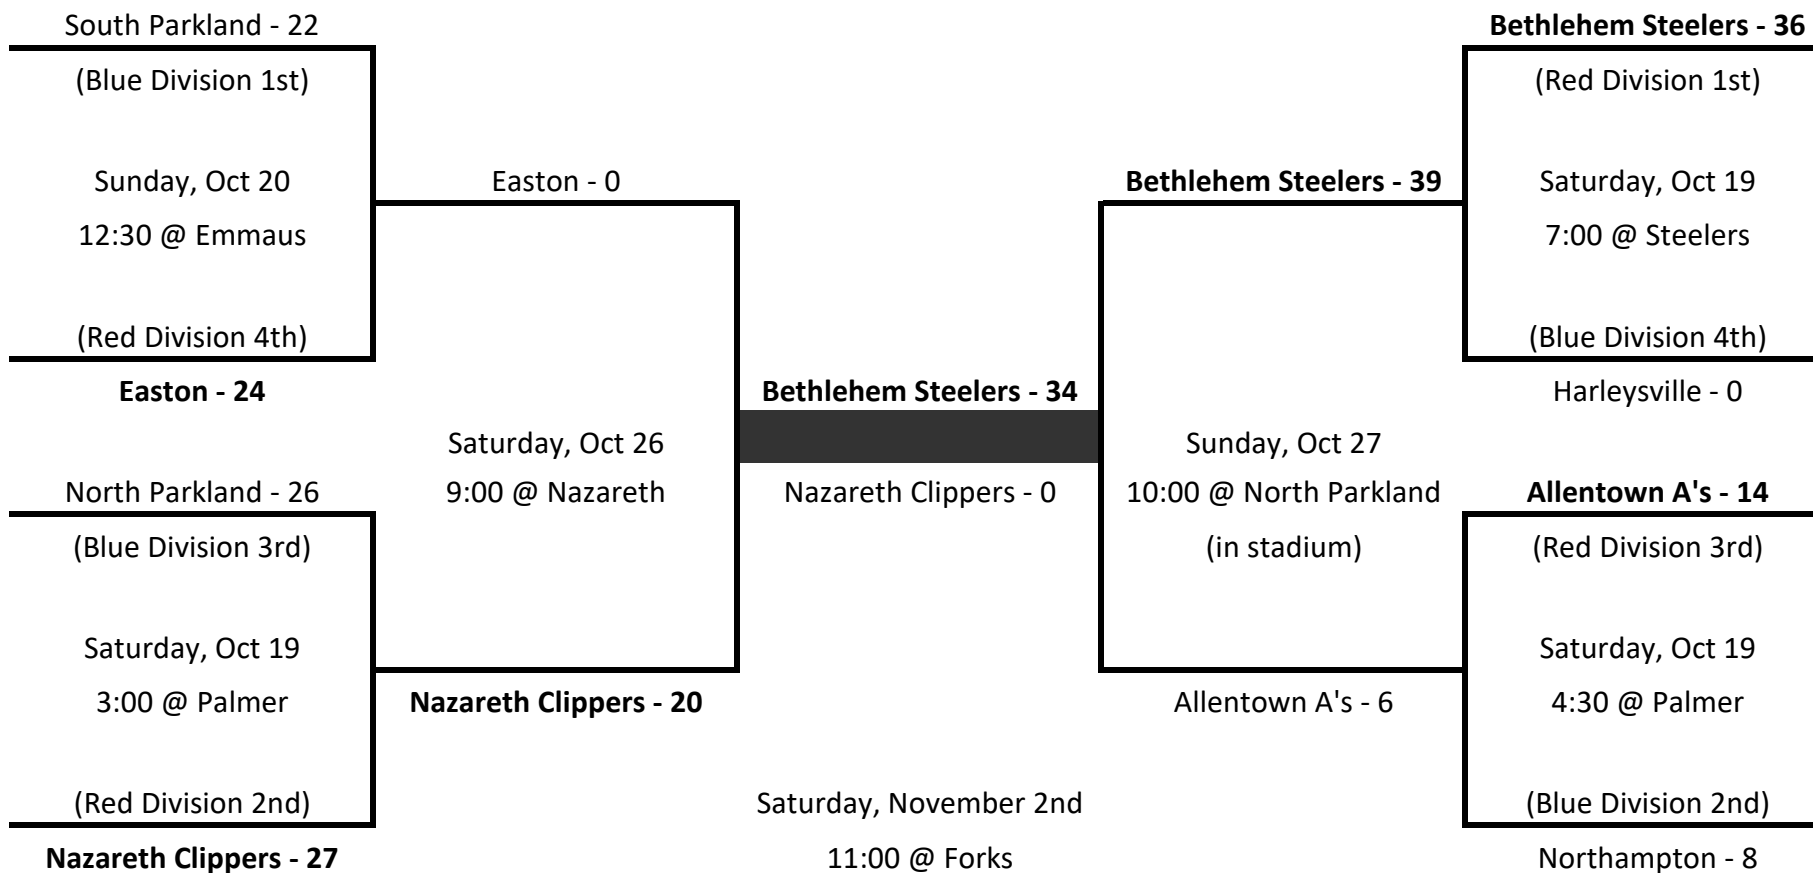 South Parkland - 22
(Blue Division 1st)
Sunday, Oct 20
12:30 @ Emmaus
(Red Division 4th)
Easton - 24
North Parkland - 26
(Blue Division 3rd)
Saturday, Oct 19
3:00 @ Palmer
(Red Division 2nd)
Nazareth Clippers - 27
Easton - 0
Saturday, Oct 26
9:00 @ Nazareth
Nazareth Clippers - 20
Bethlehem Steelers - 34
Nazareth Clippers - 0
Saturday, November 2nd
11:00 @ Forks
Bethlehem Steelers - 39
Sunday, Oct 27
10:00 @ North Parkland
(in stadium)
Allentown A's - 6
Bethlehem Steelers - 36
(Red Division 1st)
Saturday, Oct 19
7:00 @ Steelers
(Blue Division 4th)
Harleysville - 0
Allentown A's - 14
(Red Division 3rd)
Saturday, Oct 19
4:30 @ Palmer
(Blue Division 2nd)
Northampton - 8